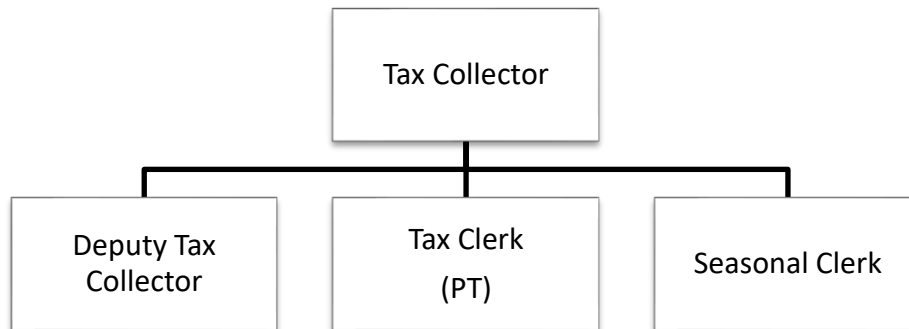 Tax Collector
Deputy Tax
Collector
Tax Clerk
(PT)
Seasonal Clerk